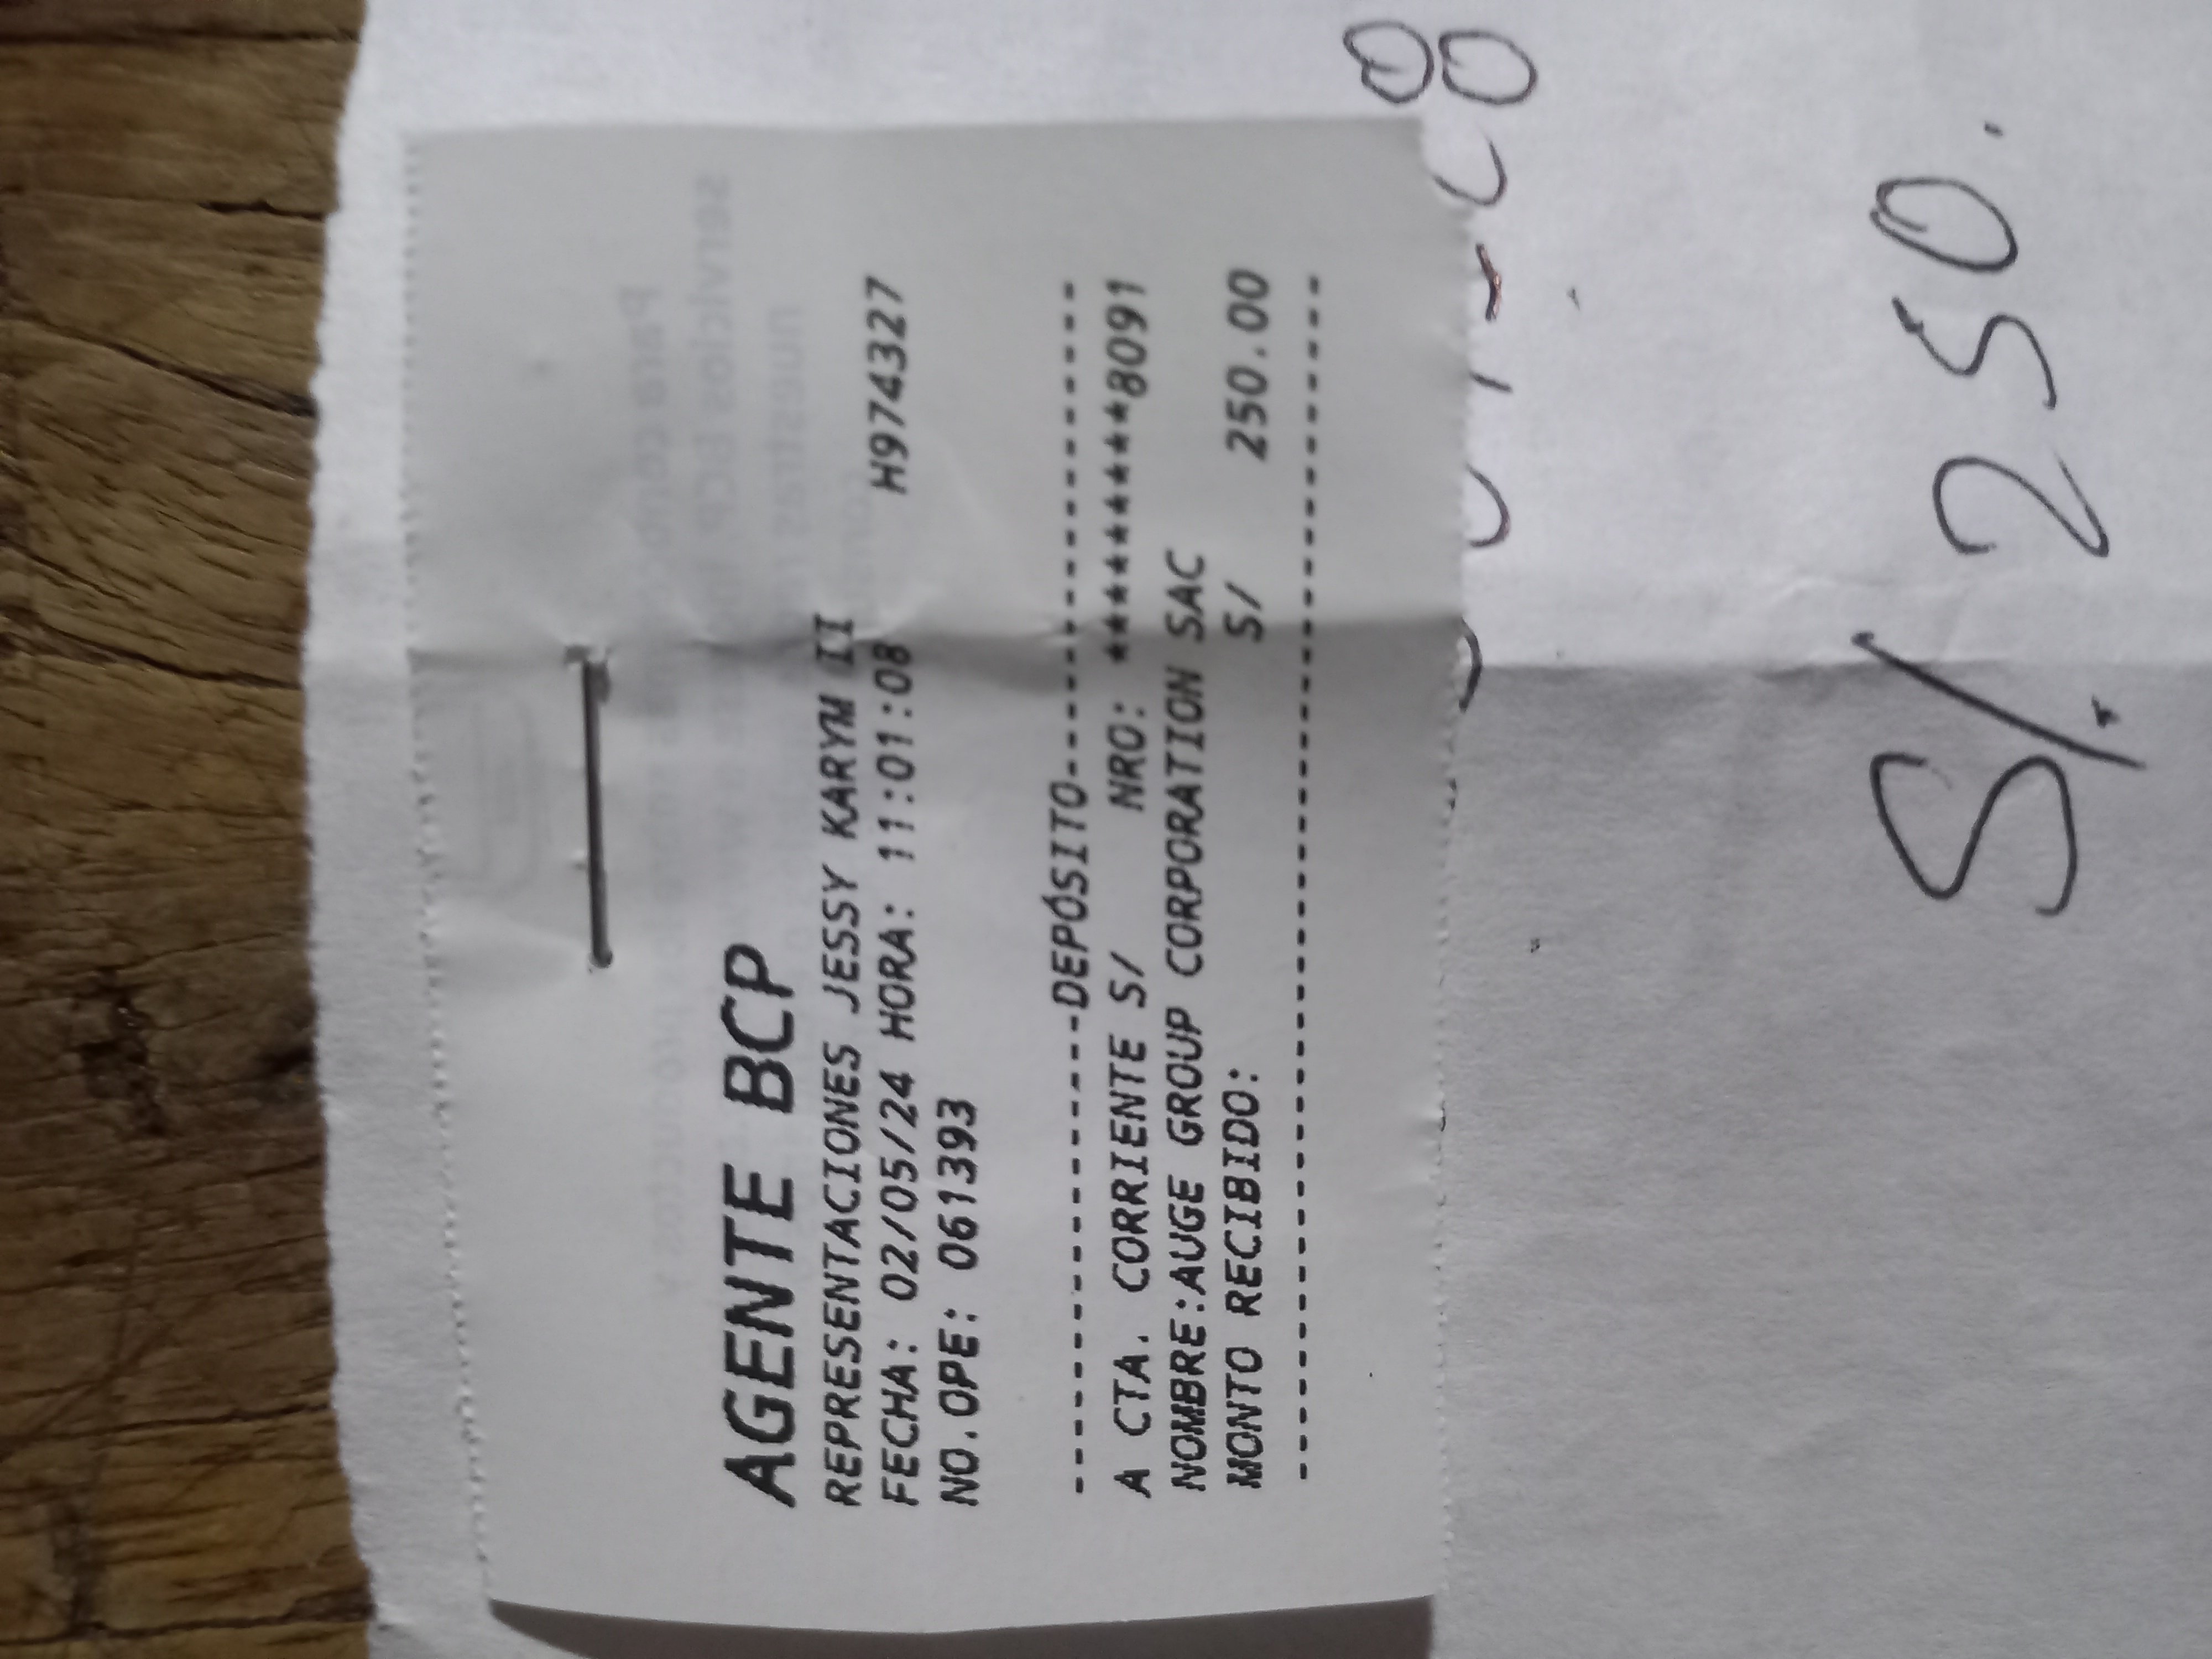 AGENTE BCP
REPRESENTACIONES JESSY KARYM II
FECHA: 02/05/24 HORA: 11:01:08 H974327
NO.OPE: 061393
--------------DEPÓSITO--------------
A CTA. CORRIENTE S/ NRO: *********8091
NOMBRE:AUGE GROUP CORPORATION SAC
MONTO RECIBIDO: S/ 250.00
------------------------------------
S/. 250.